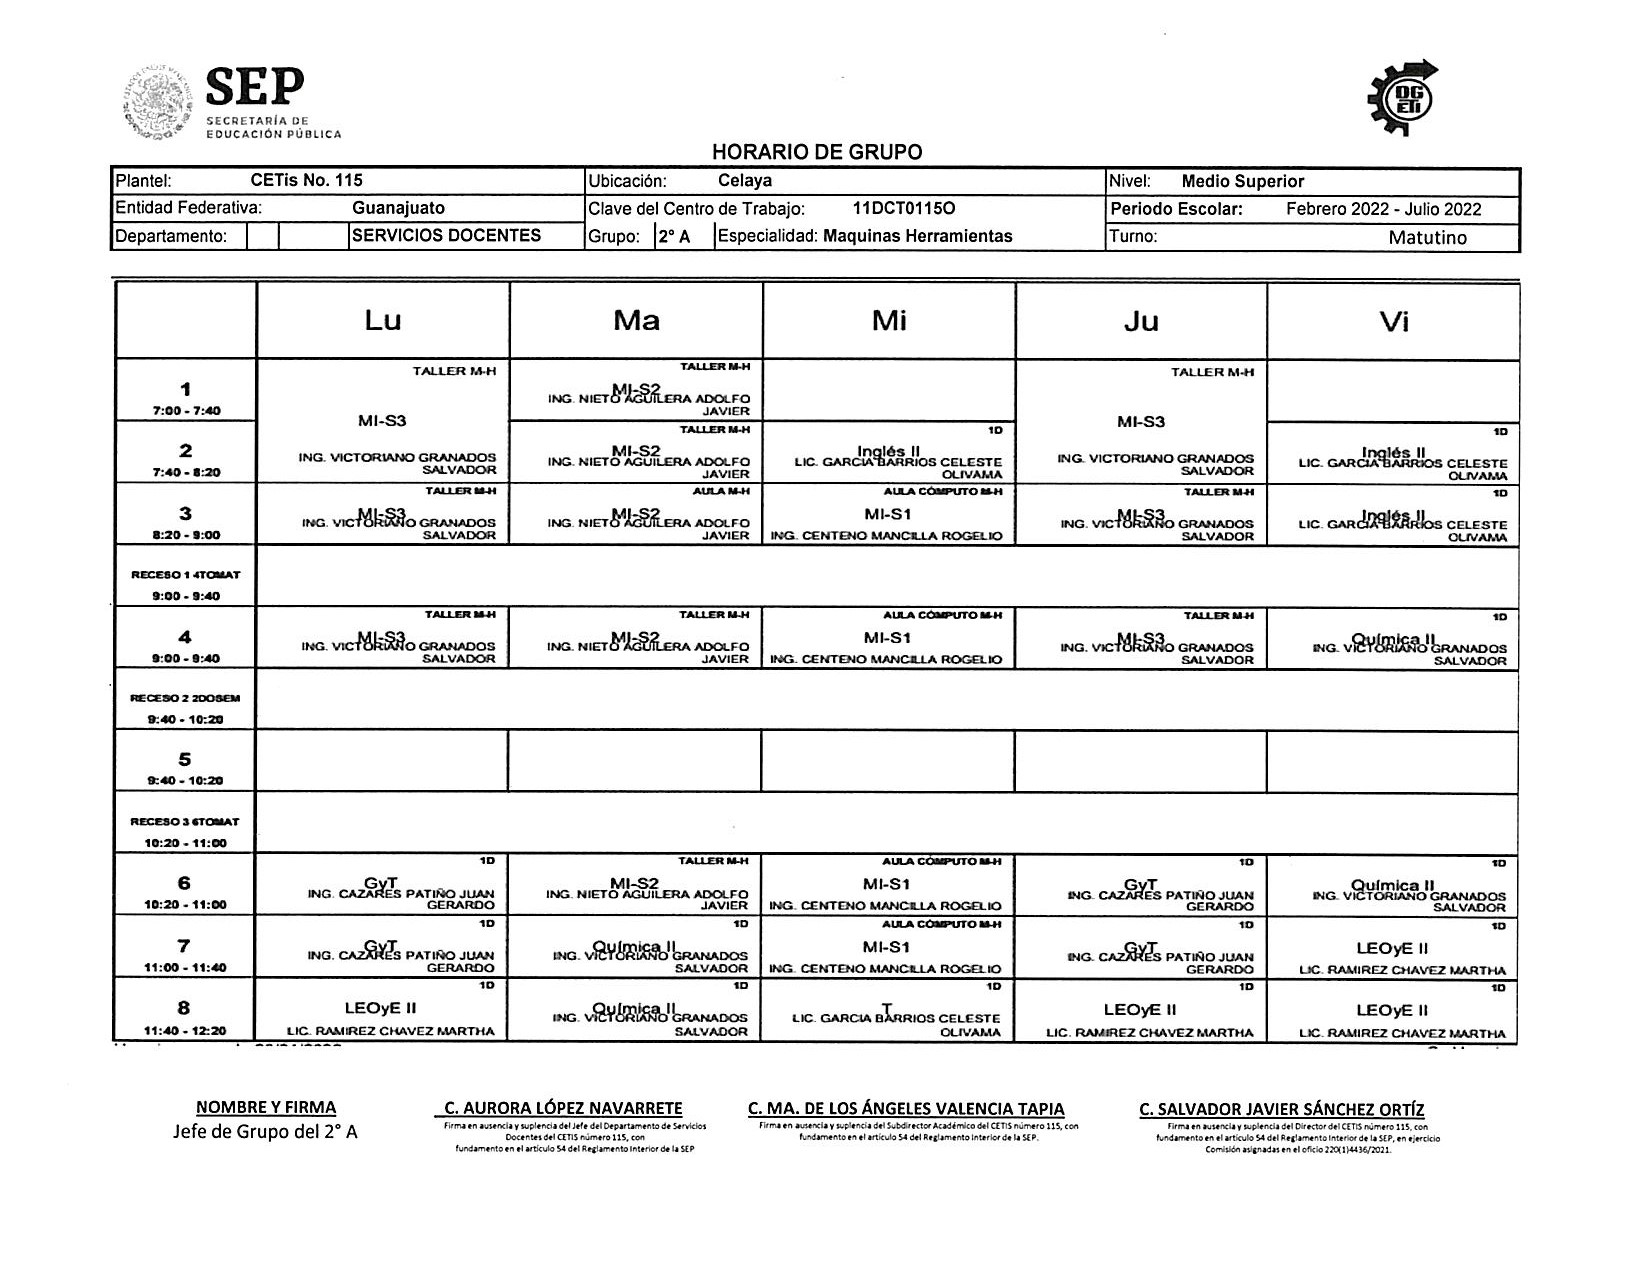 SEP
SECRETARÍA DE
EDUCACIÓN PÚBLICA
DG
ETI
HORARIO DE GRUPO
Plantel: CETis No. 115 Ubicación: Celaya Nivel: Medio Superior
Entidad Federativa: Guanajuato Clave del Centro de Trabajo: 11DCT0115O Periodo Escolar: Febrero 2022 - Julio 2022
Departamento: SERVICIOS DOCENTES Grupo: 2° A Especialidad: Maquinas Herramientas Turno: Matutino
Lu Ma Mi Ju Vi
1
7:00 - 7:40
TALLER M-H
MI-S3
ING. VICTORIANO GRANADOS
SALVADOR
TALLER M-H
MI-S2
ING. NIETO AGUILERA ADOLFO
JAVIER
TALLER M-H
MI-S3
ING. VICTORIANO GRANADOS
SALVADOR
2
7:40 - 8:20
TALLER M-H
MI-S2
ING. NIETO AGUILERA ADOLFO
JAVIER
1D
Inglés II
LIC. GARCIA BARRIOS CELESTE
OLIVAMA
1D
Inglés II
LIC. GARCIA BARRIOS CELESTE
OLIVAMA
3
8:20 - 9:00
TALLER M-H
MI-S3
ING. VICTORIANO GRANADOS
SALVADOR
AULA M-H
MI-S2
ING. NIETO AGUILERA ADOLFO
JAVIER
AULA CÓMPUTO M-H
MI-S1
ING. CENTENO MANCILLA ROGELIO
TALLER M-H
MI-S3
ING. VICTORIANO GRANADOS
SALVADOR
1D
Inglés II
LIC. GARCIA BARRIOS CELESTE
OLIVAMA
RECESO 1 4TOMAT
9:00 - 9:40
4
9:00 - 9:40
TALLER M-H
MI-S3
ING. VICTORIANO GRANADOS
SALVADOR
TALLER M-H
MI-S2
ING. NIETO AGUILERA ADOLFO
JAVIER
AULA CÓMPUTO M-H
MI-S1
ING. CENTENO MANCILLA ROGELIO
TALLER M-H
MI-S3
ING. VICTORIANO GRANADOS
SALVADOR
1D
Química II
ING. VICTORIANO GRANADOS
SALVADOR
RECESO 2 2DOSEM
9:40 - 10:20
5
9:40 - 10:20
RECESO 3 6TOMAT
10:20 - 11:00
6
10:20 - 11:00
1D
GyT
ING. CAZARES PATIÑO JUAN
GERARDO
TALLER M-H
MI-S2
ING. NIETO AGUILERA ADOLFO
JAVIER
AULA CÓMPUTO M-H
MI-S1
ING. CENTENO MANCILLA ROGELIO
1D
GyT
ING. CAZARES PATIÑO JUAN
GERARDO
1D
Química II
ING. VICTORIANO GRANADOS
SALVADOR
7
11:00 - 11:40
1D
GyT
ING. CAZARES PATIÑO JUAN
GERARDO
1D
Química II
ING. VICTORIANO GRANADOS
SALVADOR
AULA CÓMPUTO M-H
MI-S1
ING. CENTENO MANCILLA ROGELIO
1D
GyT
ING. CAZARES PATIÑO JUAN
GERARDO
1D
LEOyE II
LIC. RAMIREZ CHAVEZ MARTHA
8
11:40 - 12:20
1D
LEOyE II
LIC. RAMIREZ CHAVEZ MARTHA
1D
Química II
ING. VICTORIANO GRANADOS
SALVADOR
1D
T
LIC. GARCIA BARRIOS CELESTE
OLIVAMA
1D
LEOyE II
LIC. RAMIREZ CHAVEZ MARTHA
1D
LEOyE II
LIC. RAMIREZ CHAVEZ MARTHA
NOMBRE Y FIRMA
Jefe de Grupo del 2° A
C. AURORA LÓPEZ NAVARRETE
Firma en ausencia y suplencia del Jefe del Departamento de Servicios
Docentes del CETIS número 115, con
fundamento en el artículo 54 del Reglamento Interior de la SEP
C. MA. DE LOS ÁNGELES VALENCIA TAPIA
Firma en ausencia y suplencia del Subdirector Académico del CETIS número 115, con
fundamento en el artículo 54 del Reglamento Interior de la SEP.
C. SALVADOR JAVIER SÁNCHEZ ORTÍZ
Firma en ausencia y suplencia del Director del CETIS número 115, con
fundamento en el artículo 54 del Reglamento Interior de la SEP, en ejercicio
Comisión asignadas en el oficio 220(1)4436/2021.